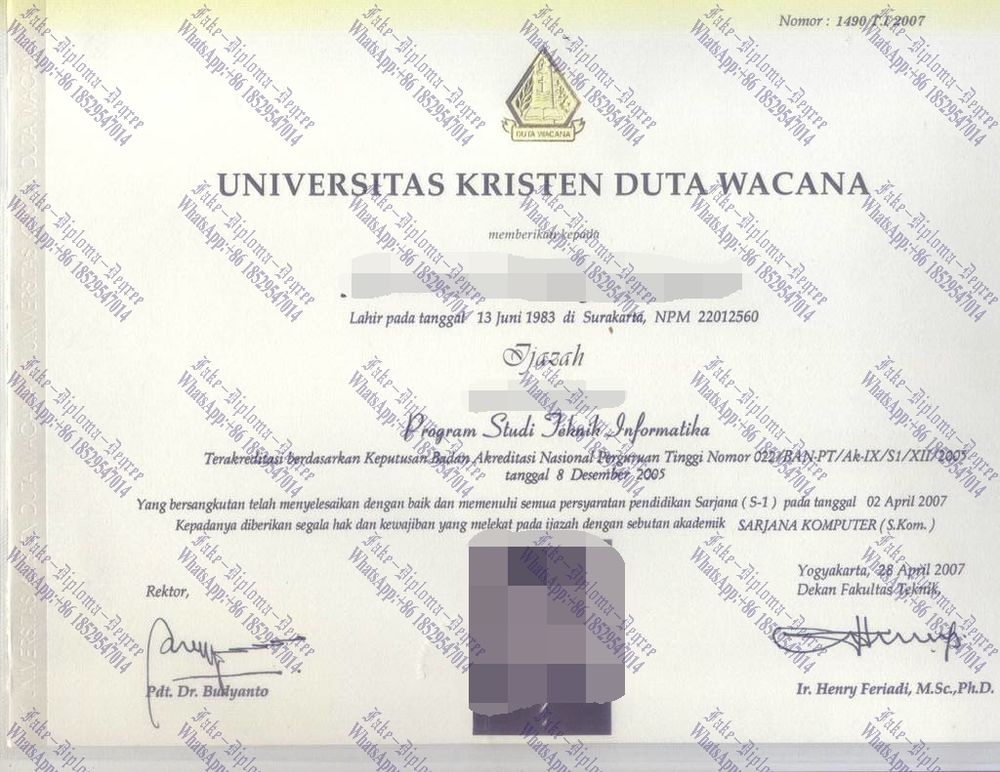 Nomor : 1490/T.I/2007
DUTA WACANA
UNIVERSITAS KRISTEN DUTA WACANA
memberikan kepada
Lahir pada tanggal 13 Juni 1983 di Surakarta, NPM 22012560
Ijazah
Program Studi Teknik Informatika
Terakreditasi berdasarkan Keputusan Badan Akreditasi Nasional Perguruan Tinggi Nomor 022/BAN-PT/Ak-IX/S1/XII/2005
tanggal 8 Desember 2005
Yang bersangkutan telah menyelesaikan dengan baik dan memenuhi semua persyaratan pendidikan Sarjana ( S-1 ) pada tanggal 02 April 2007
Kepadanya diberikan segala hak dan kewajiban yang melekat pada ijazah dengan sebutan akademik SARJANA KOMPUTER ( S.Kom. )
Yogyakarta, 28 April 2007
Rektor,
Dekan Fakultas Teknik,
Pdt. Dr. Budyanto
Ir. Henry Feriadi, M.Sc.,Ph.D.
Fake-Diploma-Degree
WhatsApp:+86 18529547014